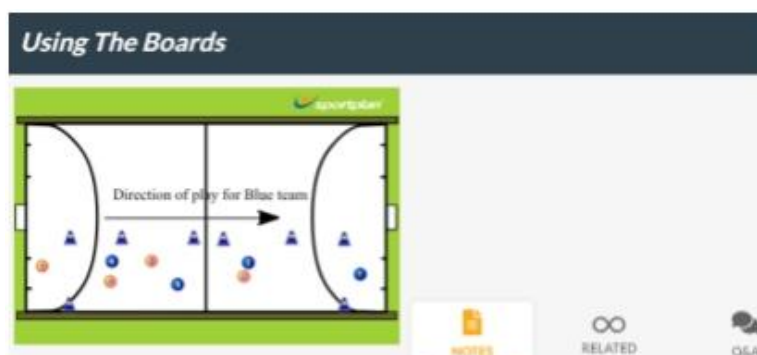 Using The Boards
sportplan
Direction of play for Blue team
NOTES
RELATED
Q&A